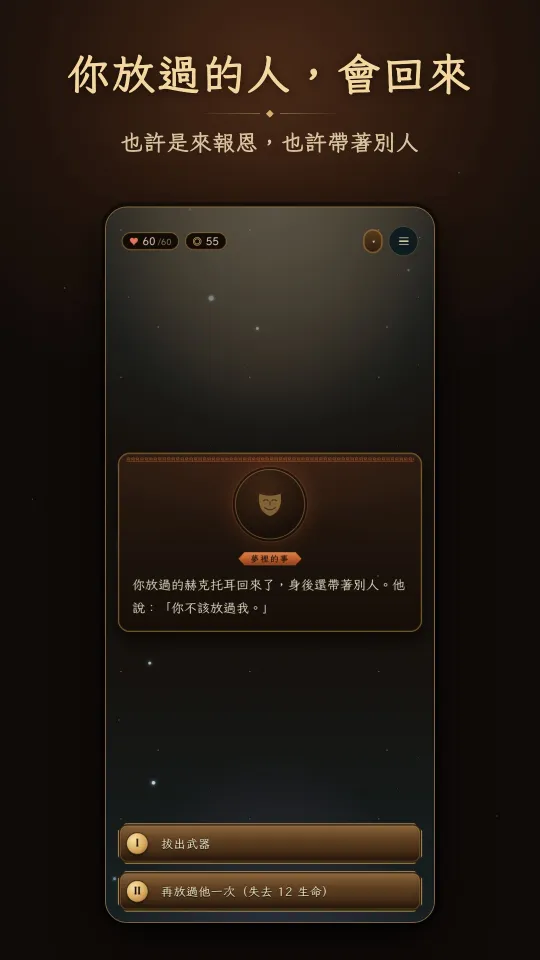 你放過的人，會回來
也許是來報恩，也許帶著別人
60/60 55
夢裡的事
你放過的赫克托耳回來了，身後還帶著別人。他
說：「你不該放過我。」
I 拔出武器
II 再放過他一次（失去 12 生命）